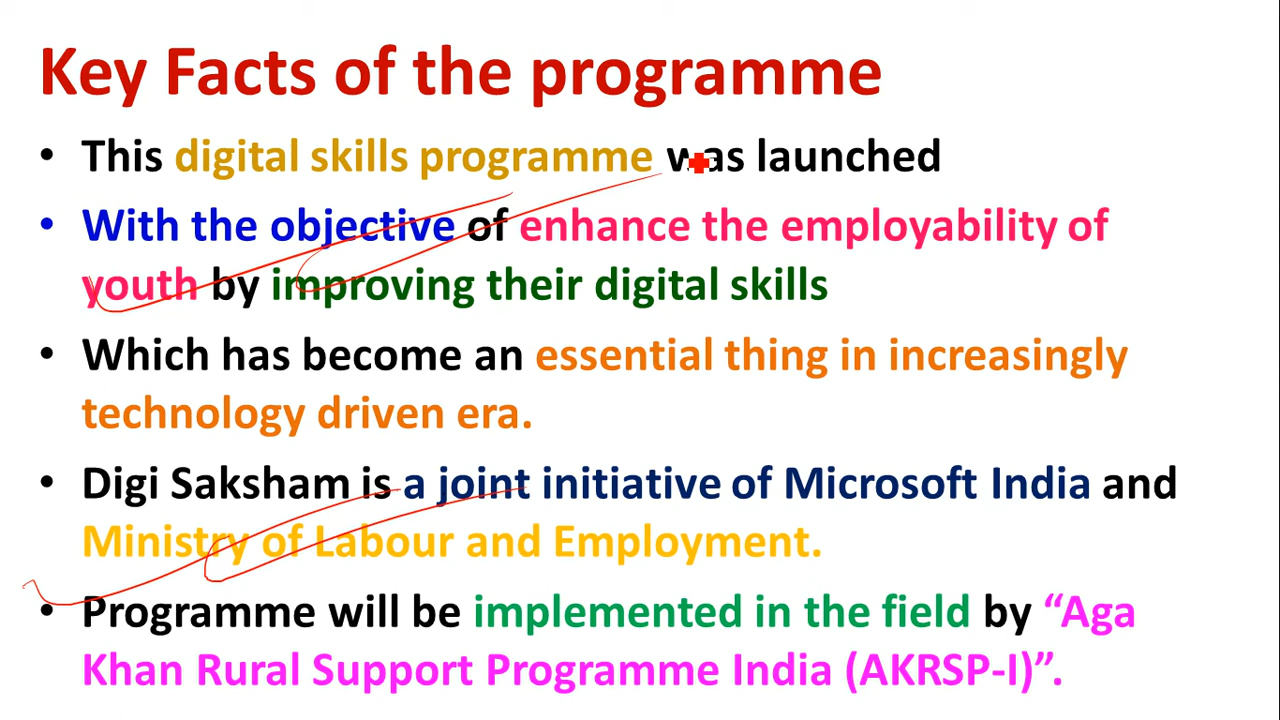 Key Facts of the programme
• This digital skills programme was launched
• With the objective of enhance the employability of
youth by improving their digital skills
• Which has become an essential thing in increasingly
technology driven era.
• Digi Saksham is a joint initiative of Microsoft India and
Ministry of Labour and Employment.
• Programme will be implemented in the field by “Aga
Khan Rural Support Programme India (AKRSP-I)”.